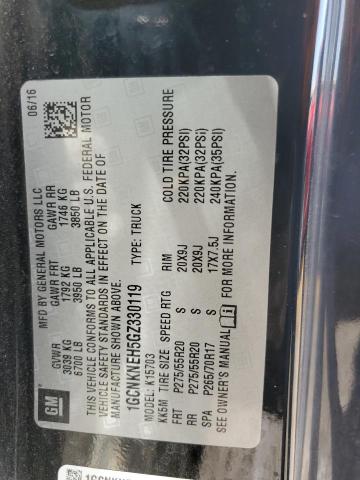 GM
MFD BY GENERAL MOTORS LLC
06/16
GVWR GAWR FRT GAWR RR
3039 KG 1792 KG 1746 KG
6700 LB 3950 LB 3850 LB
THIS VEHICLE CONFORMS TO ALL APPLICABLE U.S. FEDERAL MOTOR
VEHICLE SAFETY STANDARDS IN EFFECT ON THE DATE OF
MANUFACTURE SHOWN ABOVE.
1GCNKNEH5GZ330119 TYPE: TRUCK
MODEL: K15703
KK5M TIRE SIZE SPEED RTG RIM COLD TIRE PRESSURE
FRT P275/55R20 S 20X9J 220KPA(32PSI)
RR P275/55R20 S 20X9J 220KPA(32PSI)
SPA P265/70R17 S 17X7.5J 240KPA(35PSI)
SEE OWNER'S MANUAL FOR MORE INFORMATION.